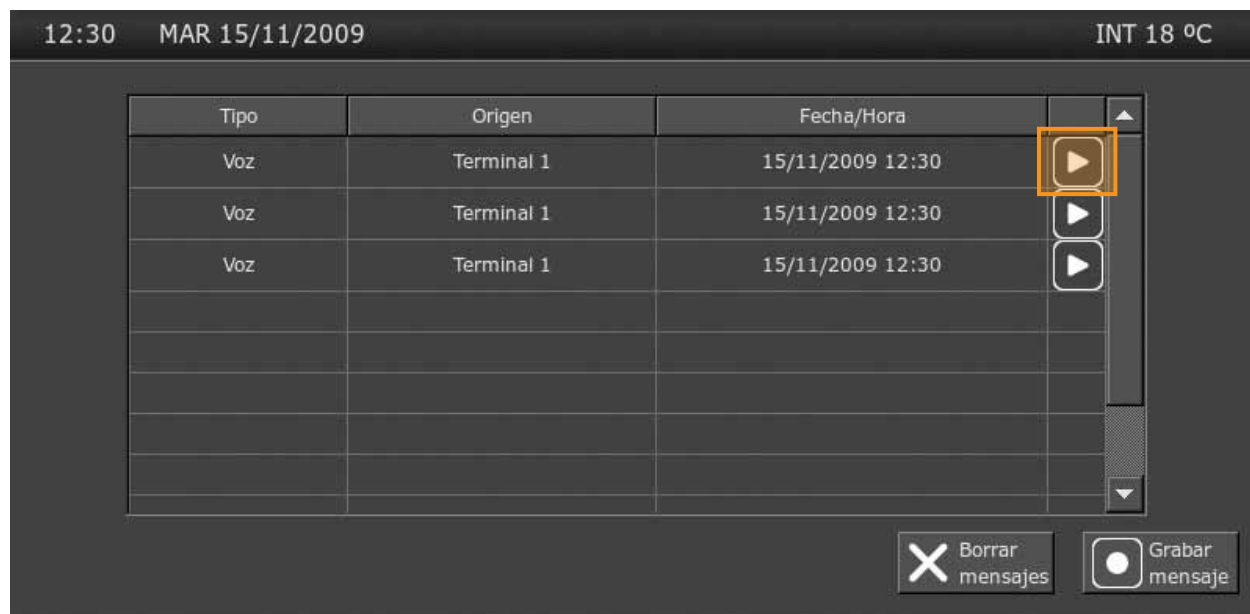 12:30 MAR 15/11/2009 INT 18 ºC
Tipo Origen Fecha/Hora
Voz Terminal 1 15/11/2009 12:30
Voz Terminal 1 15/11/2009 12:30
Voz Terminal 1 15/11/2009 12:30
Borrar
mensajes
Grabar
mensaje